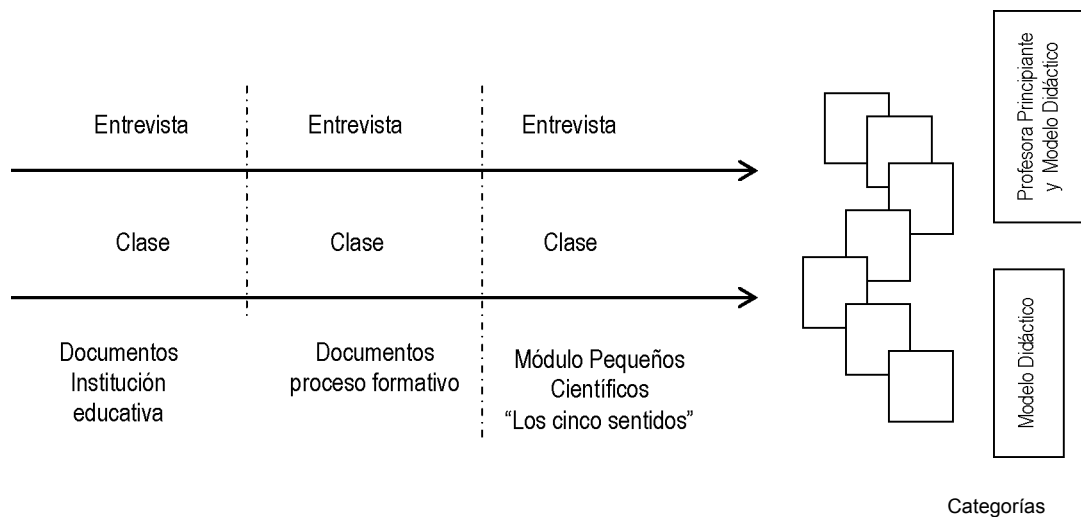 Entrevista
Entrevista
Entrevista
Clase
Clase
Clase
Documentos
Institución
educativa
Documentos
proceso formativo
Módulo Pequeños
Científicos
“Los cinco sentidos”
Profesora Principiante
y Modelo Didáctico
Modelo Didáctico
Categorías